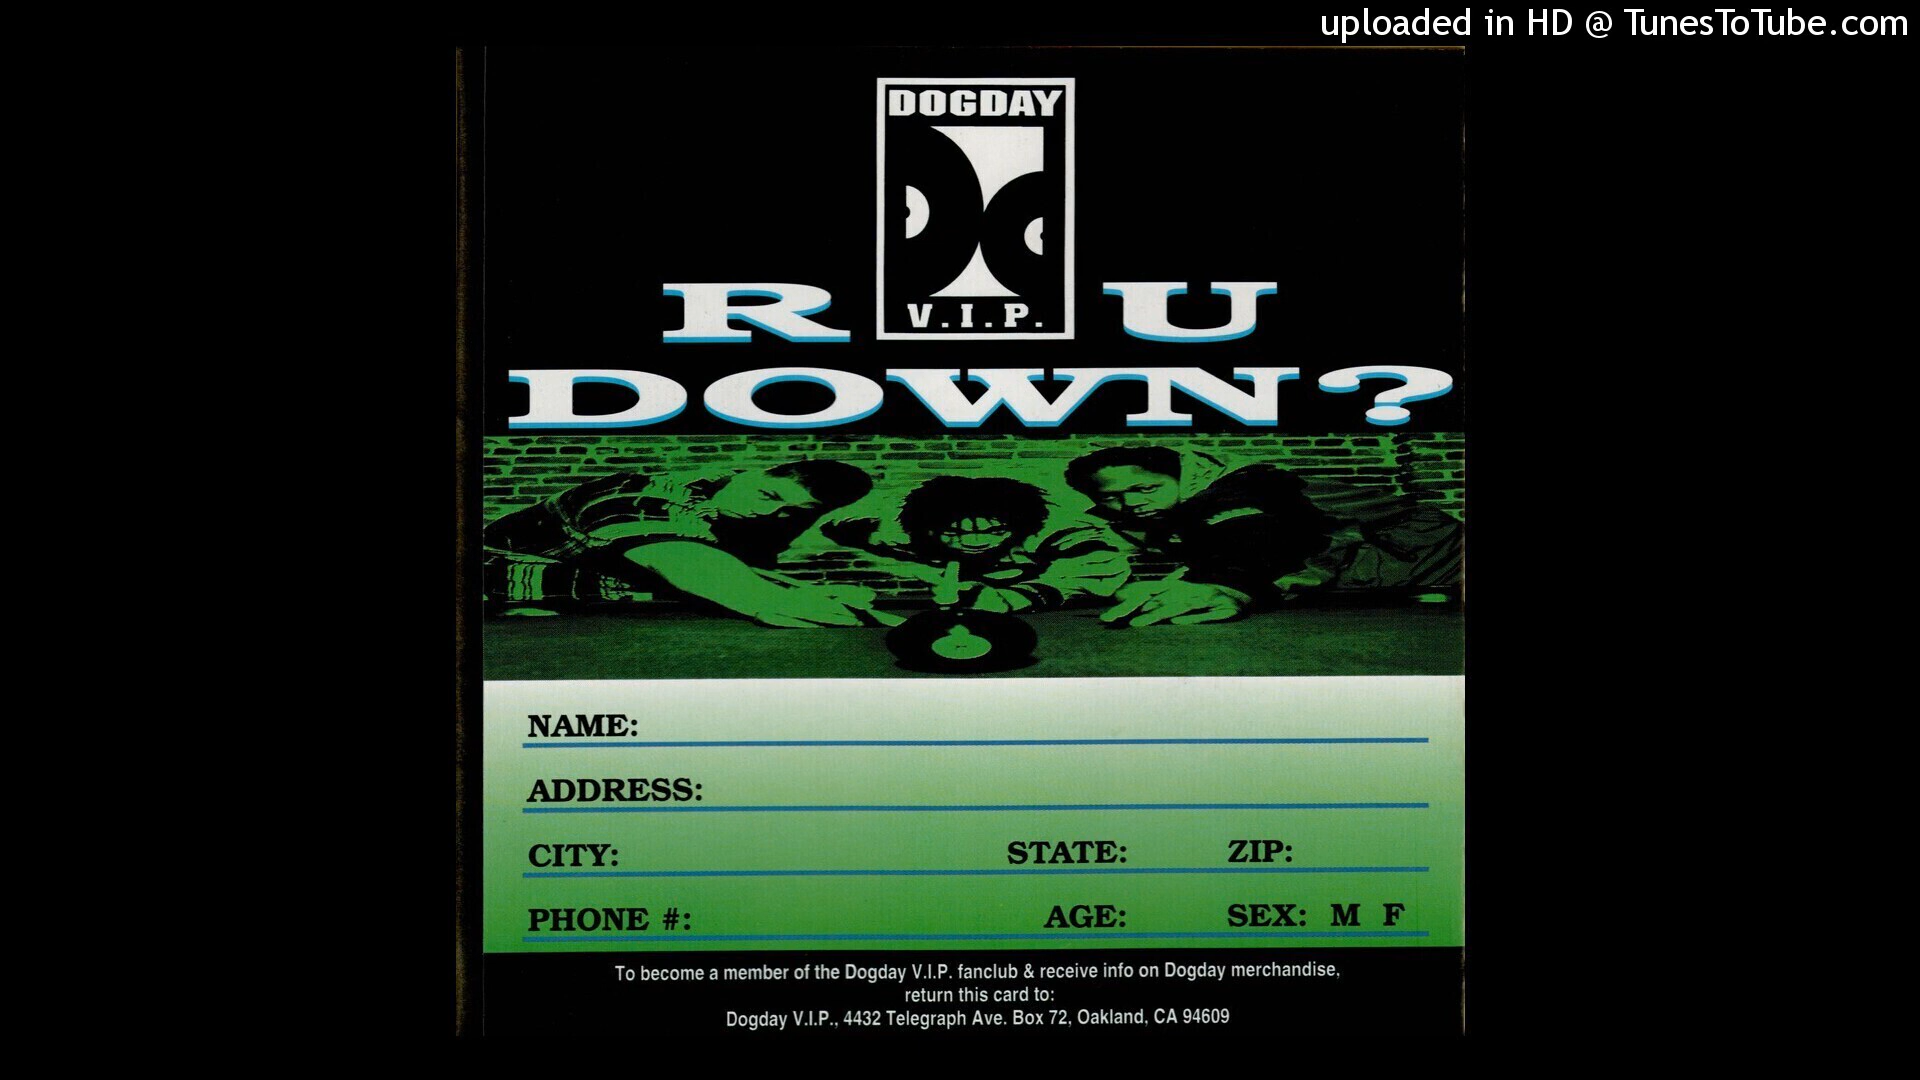 uploaded in HD @ TunesToTube.com
DOGDAY
V.I.P.
R U
DOWN?
NAME:
ADDRESS:
CITY: STATE: ZIP:
PHONE #: AGE: SEX: M F
To become a member of the Dogday V.I.P. fanclub & receive info on Dogday merchandise,
return this card to:
Dogday V.I.P., 4432 Telegraph Ave. Box 72, Oakland, CA 94609